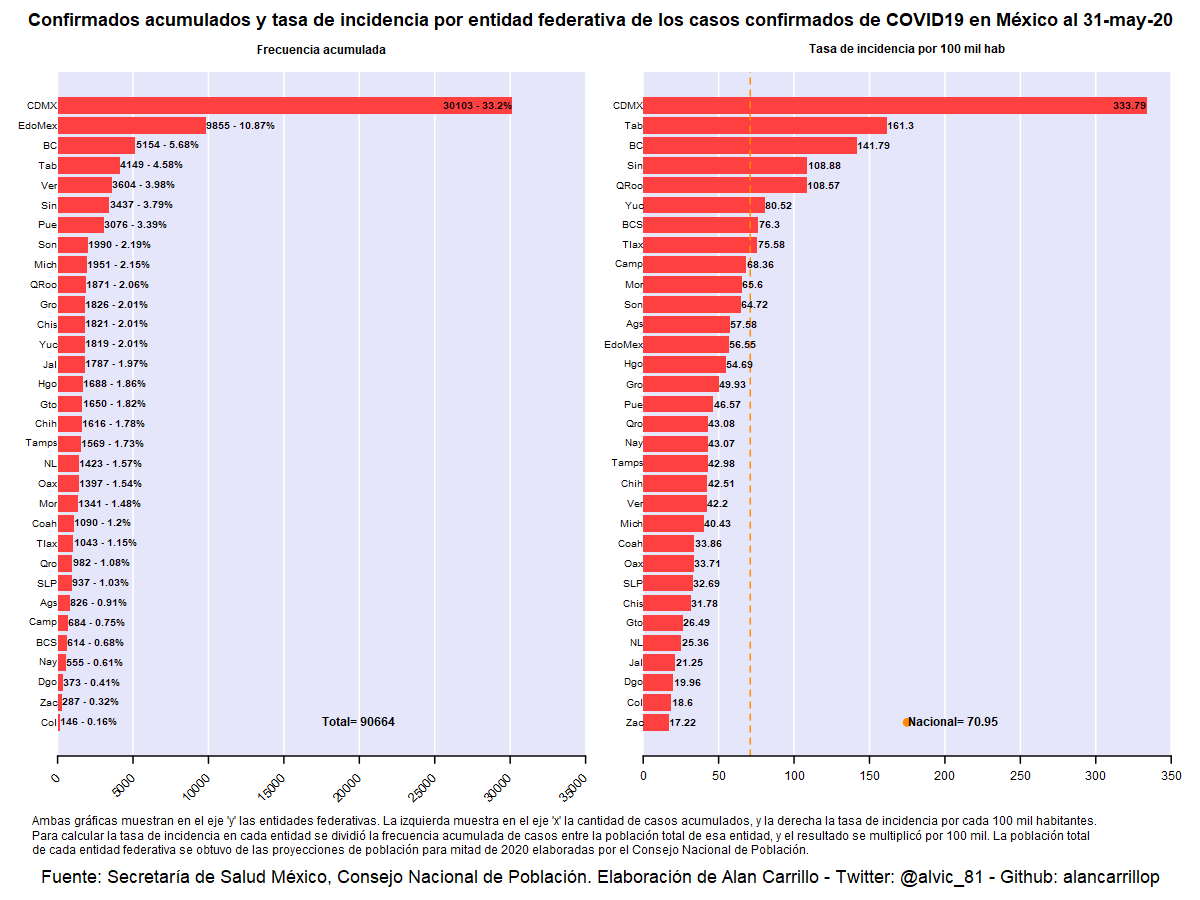 Confirmados acumulados y tasa de incidencia por entidad federativa de los casos confirmados de COVID19 en México al 31-may-20
Frecuencia acumulada
CDMX 30103 - 33.2%
EdoMex 9855 - 10.87%
BC 5154 - 5.68%
Tab 4149 - 4.58%
Ver 3604 - 3.98%
Sin 3437 - 3.79%
Pue 3076 - 3.39%
Son 1990 - 2.19%
Mich 1951 - 2.15%
QRoo 1871 - 2.06%
Gro 1826 - 2.01%
Chis 1821 - 2.01%
Yuc 1819 - 2.01%
Jal 1787 - 1.97%
Hgo 1688 - 1.86%
Gto 1650 - 1.82%
Chih 1616 - 1.78%
Tamps 1569 - 1.73%
NL 1423 - 1.57%
Oax 1397 - 1.54%
Mor 1341 - 1.48%
Coah 1090 - 1.2%
Tlax 1043 - 1.15%
Qro 982 - 1.08%
SLP 937 - 1.03%
Ags 826 - 0.91%
Camp 684 - 0.75%
BCS 614 - 0.68%
Nay 555 - 0.61%
Dgo 373 - 0.41%
Zac 287 - 0.32%
Col 146 - 0.16% Total= 90664
0 5000 10000 15000 20000 25000 30000 35000
Tasa de incidencia por 100 mil hab
CDMX 333.79
Tab 161.3
BC 141.79
Sin 108.88
QRoo 108.57
Yuc 80.52
BCS 76.3
Tlax 75.58
Camp 68.36
Mor 65.6
Son 64.72
Ags 57.58
EdoMex 56.55
Hgo 54.69
Gro 49.93
Pue 46.57
Qro 43.08
Nay 43.07
Tamps 42.98
Chih 42.51
Ver 42.2
Mich 40.43
Coah 33.86
Oax 33.71
SLP 32.69
Chis 31.78
Gto 26.49
NL 25.36
Jal 21.25
Dgo 19.96
Col 18.6
Zac 17.22 Nacional= 70.95
0 50 100 150 200 250 300 350
Ambas gráficas muestran en el eje 'y' las entidades federativas. La izquierda muestra en el eje 'x' la cantidad de casos acumulados, y la derecha la tasa de incidencia por cada 100 mil habitantes.
Para calcular la tasa de incidencia en cada entidad se dividió la frecuencia acumulada de casos entre la población total de esa entidad, y el resultado se multiplicó por 100 mil. La población total
de cada entidad federativa se obtuvo de las proyecciones de población para mitad de 2020 elaboradas por el Consejo Nacional de Población.
Fuente: Secretaría de Salud México, Consejo Nacional de Población. Elaboración de Alan Carrillo - Twitter: @alvic_81 - Github: alancarrillop